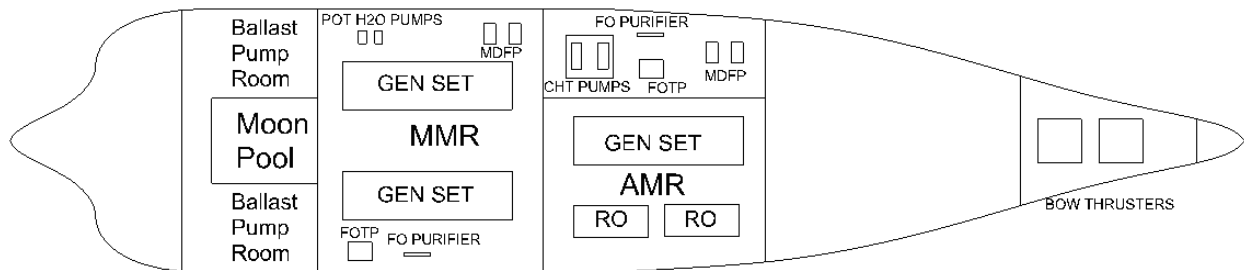 Ballast
Pump
Room
POT H2O PUMPS
MDFP
GEN SET
Moon
Pool
MMR
GEN SET
Ballast
Pump
Room
FOTP
FO PURIFIER
FO PURIFIER
CHT PUMPS
FOTP
MDFP
GEN SET
AMR
RO
RO
BOW THRUSTERS